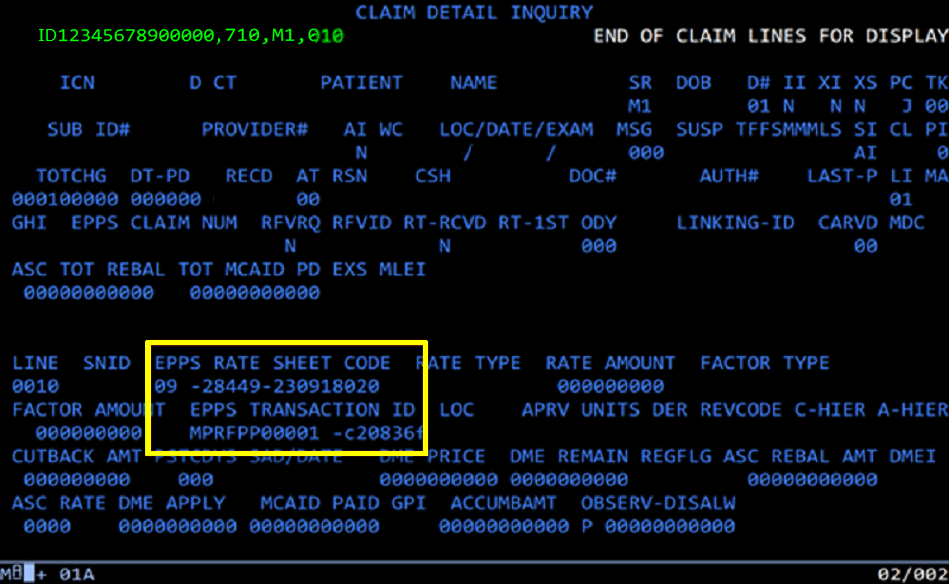 CLAIM DETAIL INQUIRY
ID12345678900000,710,M1,010 END OF CLAIM LINES FOR DISPLAY
ICN D CT PATIENT NAME SR DOB D# II XI XS PC TK
M1 01 N N N J 00
SUB ID# PROVIDER# AI WC LOC/DATE/EXAM MSG SUSP TFFSMMMLS SI CL PI
N / / 000 AI 0
TOTCHG DT-PD RECD AT RSN CSH DOC# AUTH# LAST-P LI MA
000100000 000000 00 01
GHI EPPS CLAIM NUM RFVRQ RFVID RT-RCVD RT-1ST ODY LINKING-ID CARVD MDC
N N 000 00
ASC TOT REBAL TOT MCAID PD EXS MLEI
00000000000 00000000000
LINE SNID EPPS RATE SHEET CODE RATE TYPE RATE AMOUNT FACTOR TYPE
0010 09 -28449-230918020 000000000
FACTOR AMOUNT EPPS TRANSACTION ID LOC APRV UNITS DER REVCODE C-HIER A-HIER
000000000 MPRFPP00001 -c20836f
CUTBACK AMT PSTCDYS SAD/DATE DME PRICE DME REMAIN REGFLG ASC REBAL AMT DMEI
000000000 000 0000000000 0000000000 00000000000
ASC RATE DME APPLY MCAID PAID GPI ACCUMBAMT OBSERV-DISALW
0000 0000000000 00000000000 00000000000 P 00000000000
M + 01A 02/002